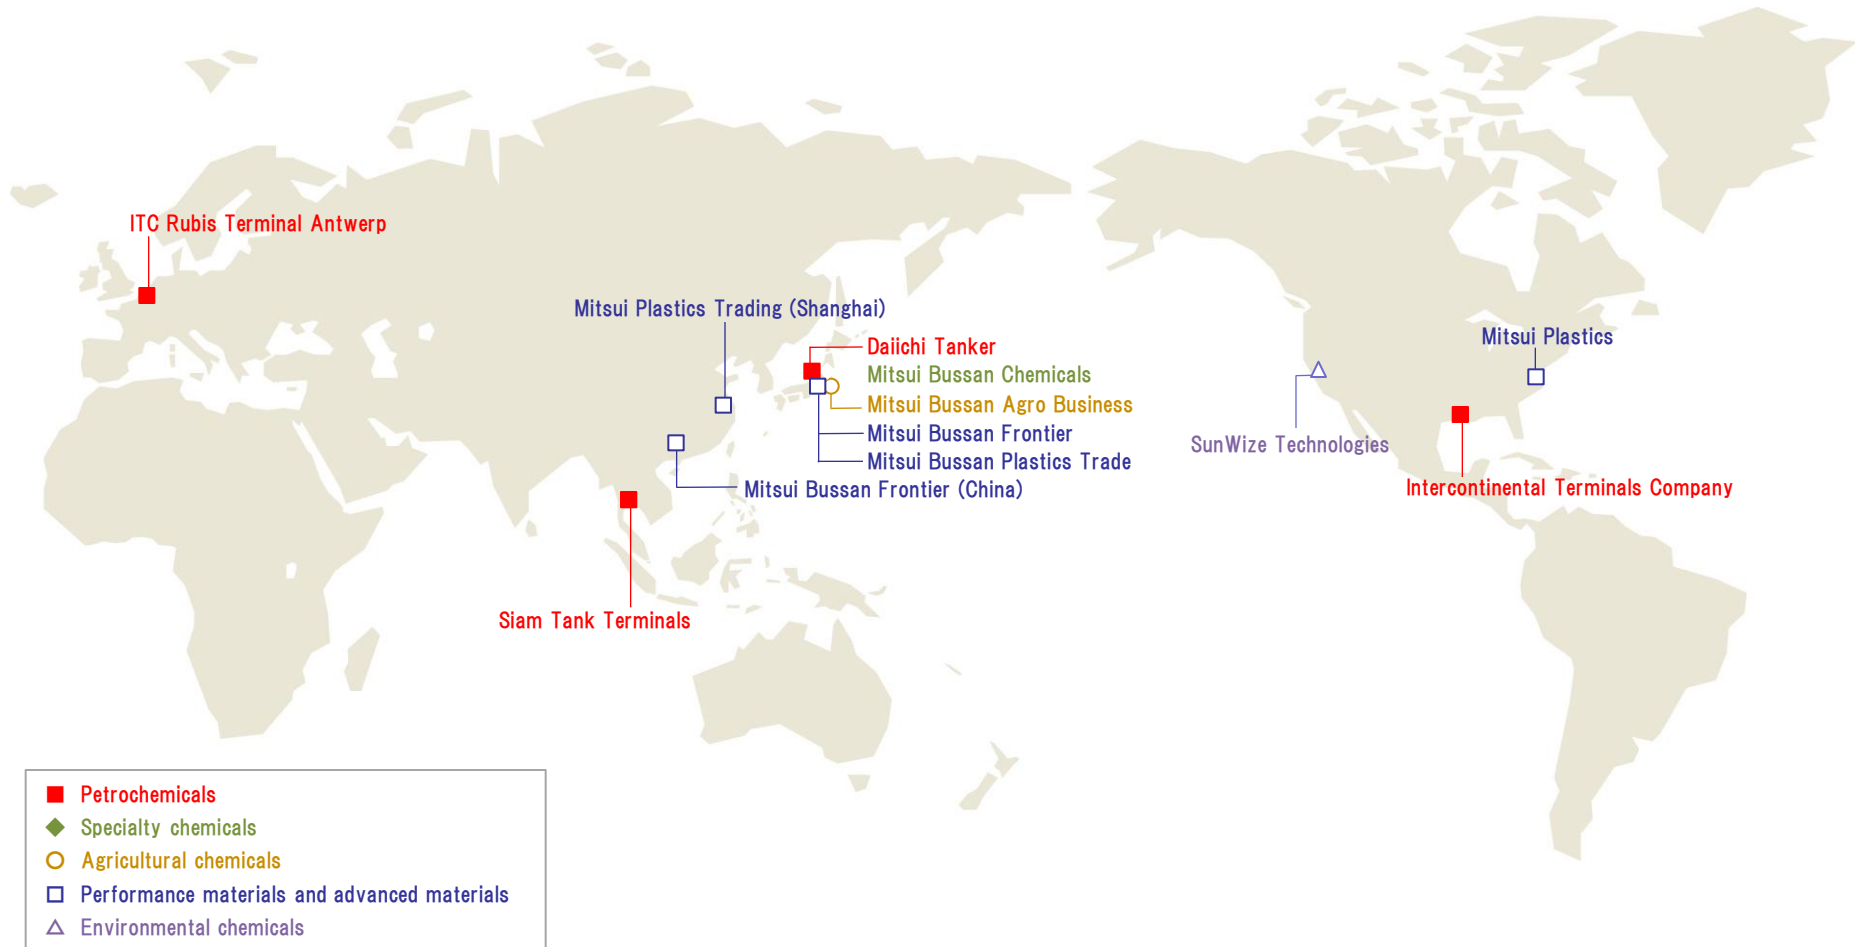 ITC Rubis Terminal Antwerp
Mitsui Plastics Trading (Shanghai)
Daiichi Tanker
Mitsui Bussan Chemicals
Mitsui Bussan Agro Business
Mitsui Bussan Frontier
Mitsui Bussan Plastics Trade
Mitsui Bussan Frontier (China)
Siam Tank Terminals
Mitsui Plastics
SunWize Technologies
Intercontinental Terminals Company
Petrochemicals
Specialty chemicals
Agricultural chemicals
Performance materials and advanced materials
Environmental chemicals